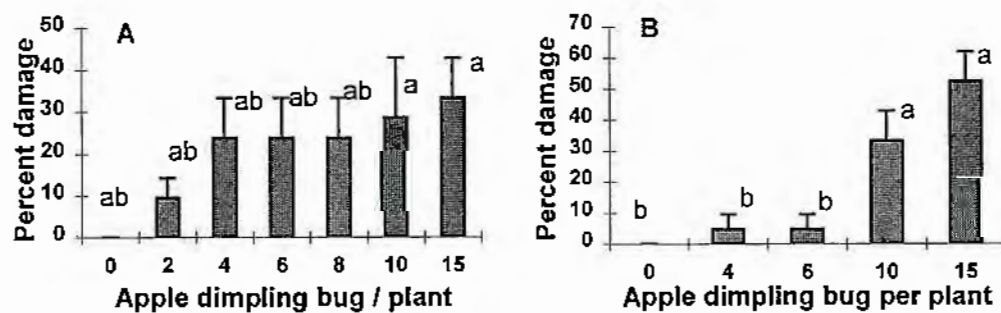 A
Percent damage
50
40
30
20
10
0
ab
ab
ab
ab
ab
a
a
0 2 4 6 8 10 15
Apple dimpling bug / plant
B
Percent damage
70
60
50
40
30
20
10
0
b
b
b
a
a
0 4 6 10 15
Apple dimpling bug per plant